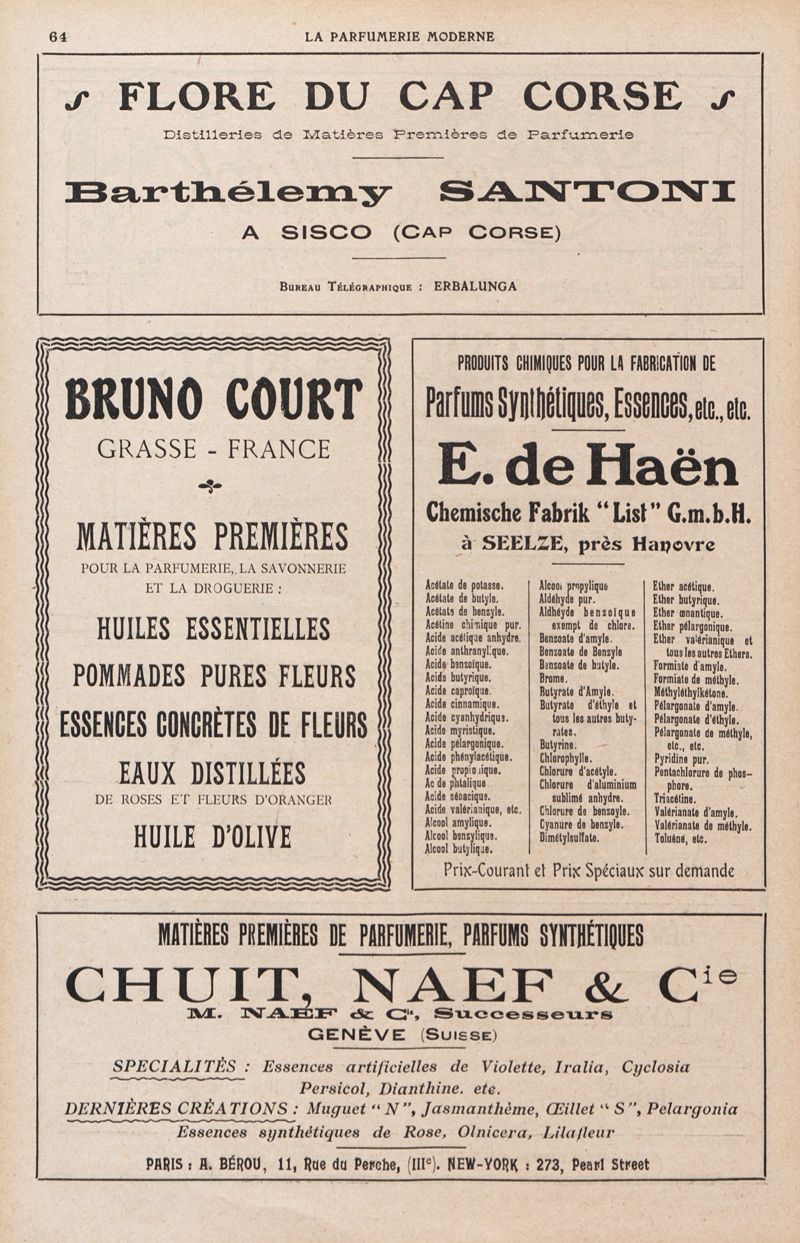 64
LA PARFUMERIE MODERNE
FLORE DU CAP CORSE
Distilleries de Matières Premières de Parfumerie
Barthélemy SANTONI
A SISCO (CAP CORSE)
BUREAU TÉLÉGRAPHIQUE : ERBALUNGA
BRUNO COURT
GRASSE - FRANCE
MATIÈRES PREMIÈRES
POUR LA PARFUMERIE, LA SAVONNERIE
ET LA DROGUERIE :
HUILES ESSENTIELLES
POMMADES PURES FLEURS
ESSENCES CONCRÈTES DE FLEURS
EAUX DISTILLÉES
DE ROSES ET FLEURS D'ORANGER
HUILE D'OLIVE
PRODUITS CHIMIQUES POUR LA FABRICATION DE
Parfums Synthétiques, Essences, etc., etc.
E. de Haën
Chemische Fabrik "List" G.m.b.H.
à SEELZE, près Hanovre
Acétate de potasse.
Acétate de butyle.
Acétate de benzyle.
Acétine chimique pur.
Acide acétique anhydre.
Acide anthranylique.
Acide benzoïque.
Acide butyrique.
Acide caproïque.
Acide cinnamique.
Acide cyanhydrique.
Acide myristique.
Acide pélargonique.
Acide phénylacétique.
Acide propionique.
Acide phtalique
Acide sébacique.
Acide valérianique, etc.
Alcool amylique.
Alcool benzylique.
Alcool butylique.
Alcool propylique
Aldéhyde pur.
Aldhéyde benzoïque
exempt de chlore.
Benzoate d'amyle.
Benzoate de Benzyle
Benzoate de butyle.
Brome.
Butyrate d'Amyle.
Butyrate d'éthyle et
tous les autres buty-
rates.
Butyrine.
Chlorophylle.
Chlorure d'acétyle.
Chlorure d'aluminium
sublimé anhydre.
Chlorure de benzoyle.
Cyanure de benzyle.
Dimétylsulfate.
Ether acétique.
Ether butyrique.
Ether œnantique.
Ether pélargonique.
Ether valérianique et
tous les autres Ethers.
Formiate d'amyle.
Formiate de méthyle.
Méthyléthylkétone.
Pélargonate d'amyle.
Pélargonate d'éthyle.
Pélargonate de méthyle,
etc., etc.
Pyridine pur.
Pentachlorure de phos-
phore.
Triacétine.
Valérianate d'amyle.
Valérianate de méthyle.
Toluène, etc.
Prix-Courant et Prix Spéciaux sur demande
MATIÈRES PREMIÈRES DE PARFUMERIE, PARFUMS SYNTHÉTIQUES
CHUIT, NAEF & Cie
M. NAEF & Cie, Successeurs
GENÈVE (SUISSE)
SPECIALITÈS : Essences artificielles de Violette, Iralia, Cyclosia
Persicol, Dianthine. etc.
DERNIÈRES CRÉATIONS : Muguet "N", Jasmanthème, Œillet "S", Pelargonia
Essences synthétiques de Rose, Olnicera, Lilafleur
PARIS : A. BÉROU, 11, Rue du Perche, (IIIe). NEW-YORK : 273, Pearl Street